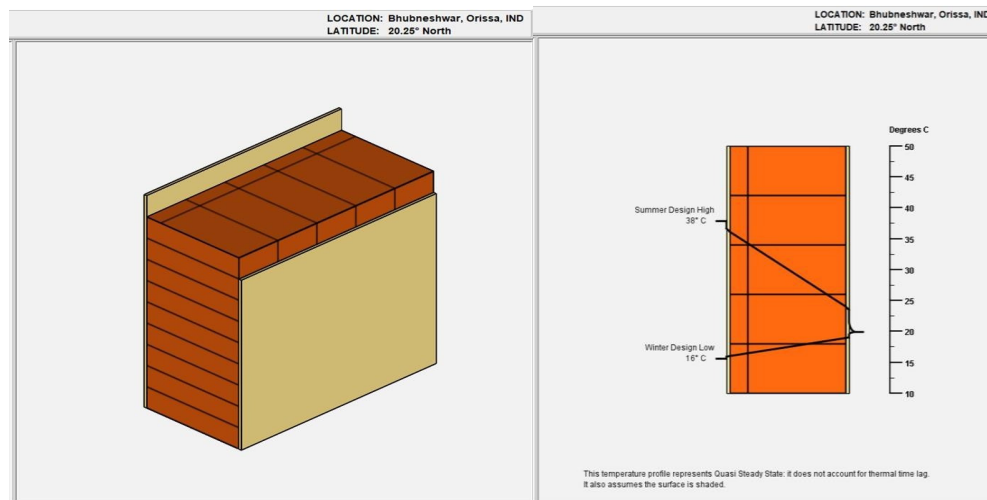 LOCATION: Bhubneshwar, Orissa, IND
LATITUDE: 20.25° North
LOCATION: Bhubneshwar, Orissa, IND
LATITUDE: 20.25° North
Degrees C
50
45
Summer Design High
38° C
40
35
30
25
20
Winter Design Low
16° C
15
10
This temperature profile represents Quasi Steady State: it does not account for thermal time lag.
It also assumes the surface is shaded.